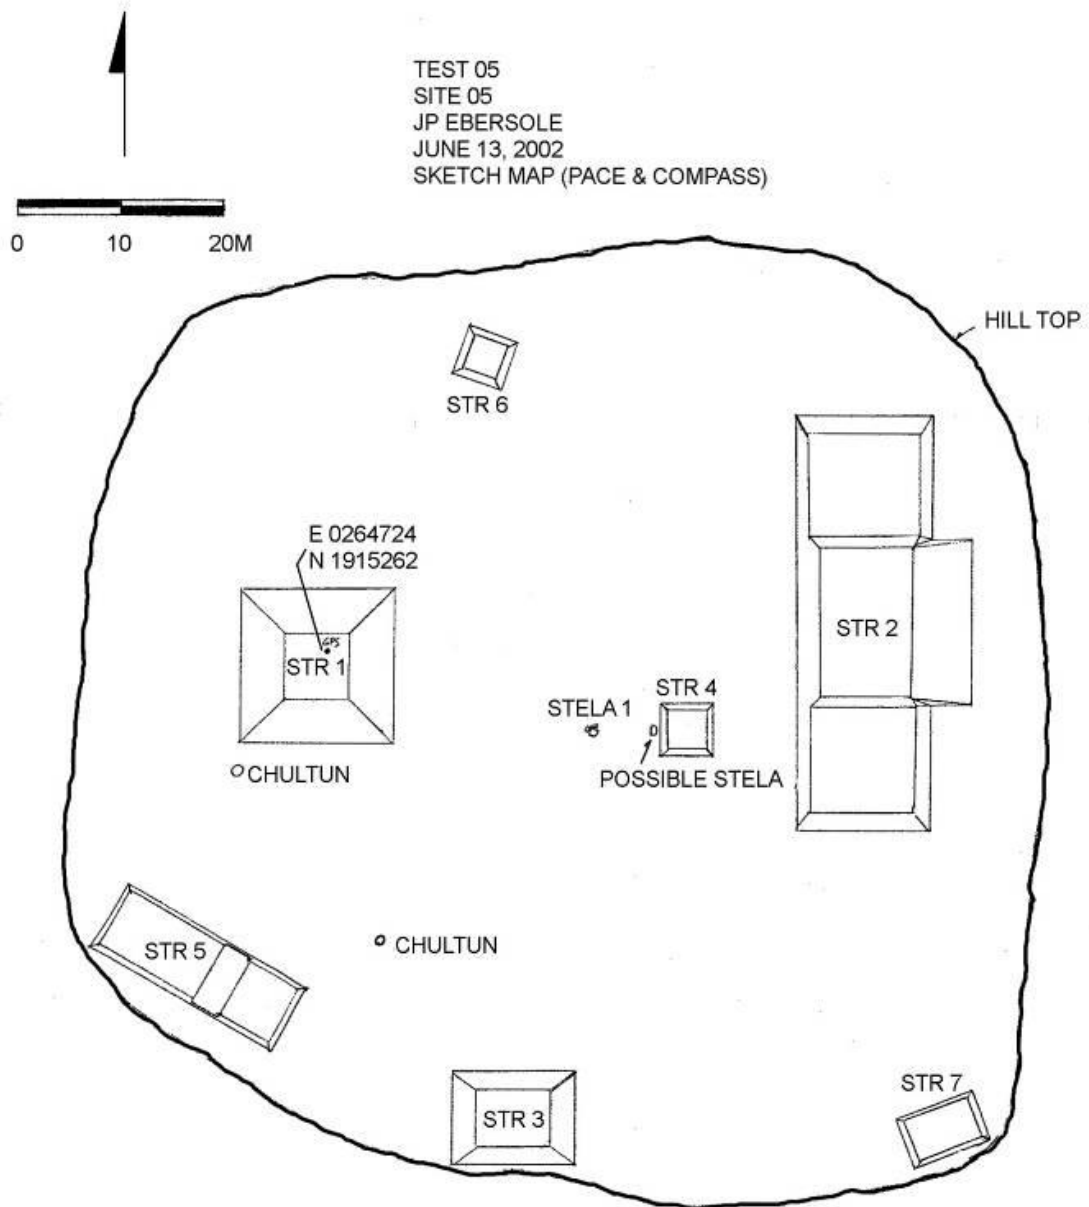 TEST 05
SITE 05
JP EBERSOLE
JUNE 13, 2002
SKETCH MAP (PACE & COMPASS)
0 10 20M
HILL TOP
STR 6
E 0264724
N 1915262
GPS
STR 1
STR 2
STR 4
STELA 1
POSSIBLE STELA
CHULTUN
STR 5
CHULTUN
STR 7
STR 3